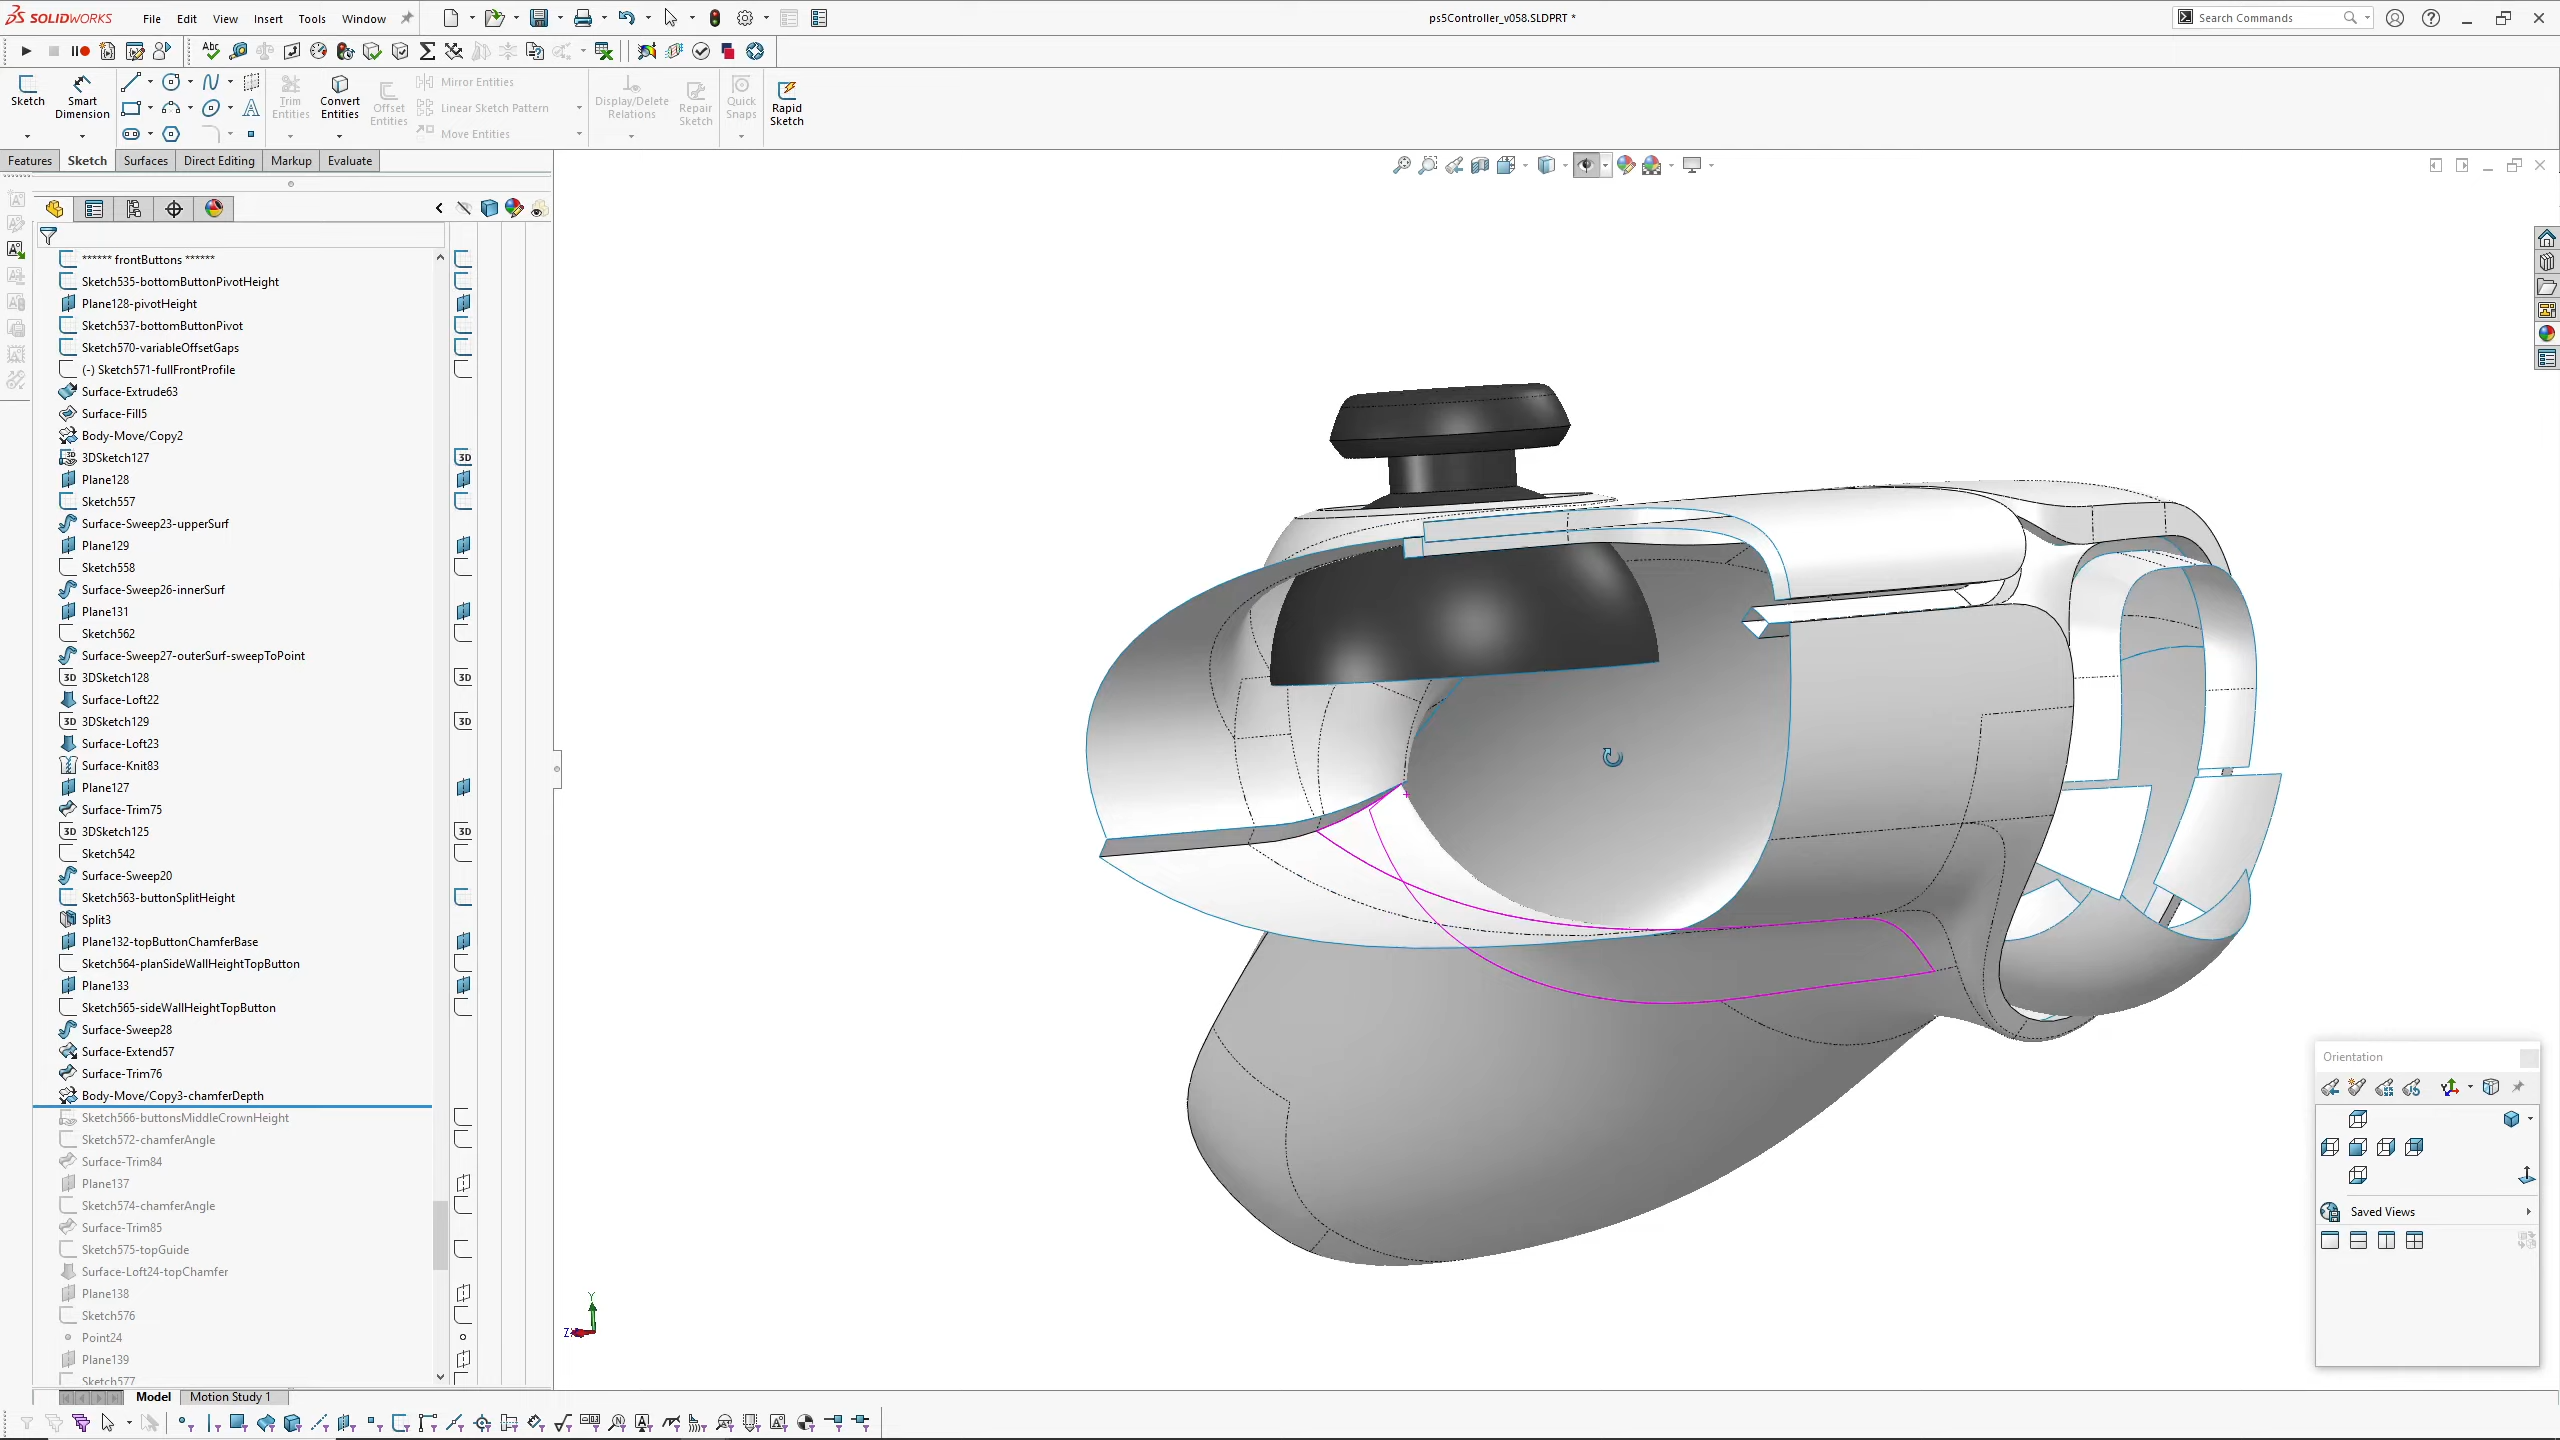 SOLIDWORKS File Edit View Insert Tools Window ps5Controller_v058.SLDPRT * Search Commands
Sketch Smart Dimension Trim Entities Convert Entities Offset Entities Mirror Entities Linear Sketch Pattern Move Entities Display/Delete Relations Repair Sketch Quick Snaps Rapid Sketch
Features Sketch Surfaces Direct Editing Markup Evaluate
****** frontButtons ******
Sketch535-bottomButtonPivotHeight
Plane128-pivotHeight
Sketch537-bottomButtonPivot
Sketch570-variableOffsetGaps
(-) Sketch571-fullFrontProfile
Surface-Extrude63
Surface-Fill5
Body-Move/Copy2
3DSketch127
Plane128
Sketch557
Surface-Sweep23-upperSurf
Plane129
Sketch558
Surface-Sweep26-innerSurf
Plane131
Sketch562
Surface-Sweep27-outerSurf-sweepToPoint
3DSketch128
Surface-Loft22
3DSketch129
Surface-Loft23
Surface-Knit83
Plane127
Surface-Trim75
3DSketch125
Sketch542
Surface-Sweep20
Sketch563-buttonSplitHeight
Split3
Plane132-topButtonChamferBase
Sketch564-planSideWallHeightTopButton
Plane133
Sketch565-sideWallHeightTopButton
Surface-Sweep28
Surface-Extend57
Surface-Trim76
Body-Move/Copy3-chamferDepth
Sketch566-buttonsMiddleCrownHeight
Sketch572-chamferAngle
Surface-Trim84
Plane137
Sketch574-chamferAngle
Surface-Trim85
Sketch575-topGuide
Surface-Loft24-topChamfer
Plane138
Sketch576
Point24
Plane139
Sketch577
Y
Z
Orientation
Saved Views
Model Motion Study 1